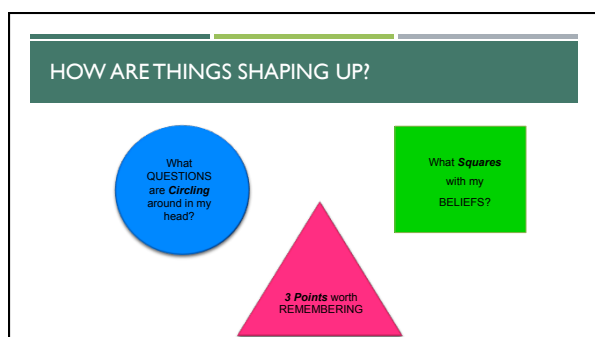 HOW ARE THINGS SHAPING UP?
What
QUESTIONS
are Circling
around in my
head?
What Squares
with my
BELIEFS?
3 Points worth
REMEMBERING